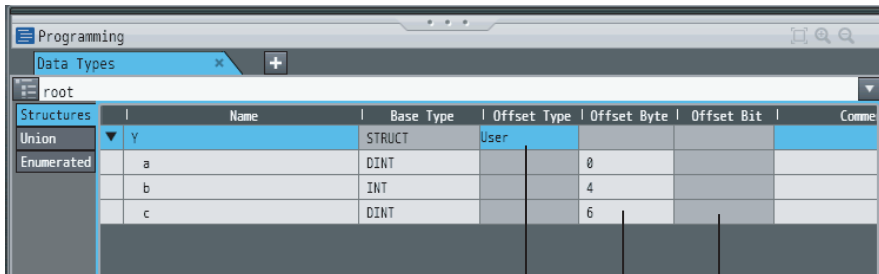 Programming
Data Types × +
root
Structures Name Base Type Offset Type Offset Byte Offset Bit Comme
Union Y STRUCT User
Enumerated a DINT 0
b INT 4
c DINT 6